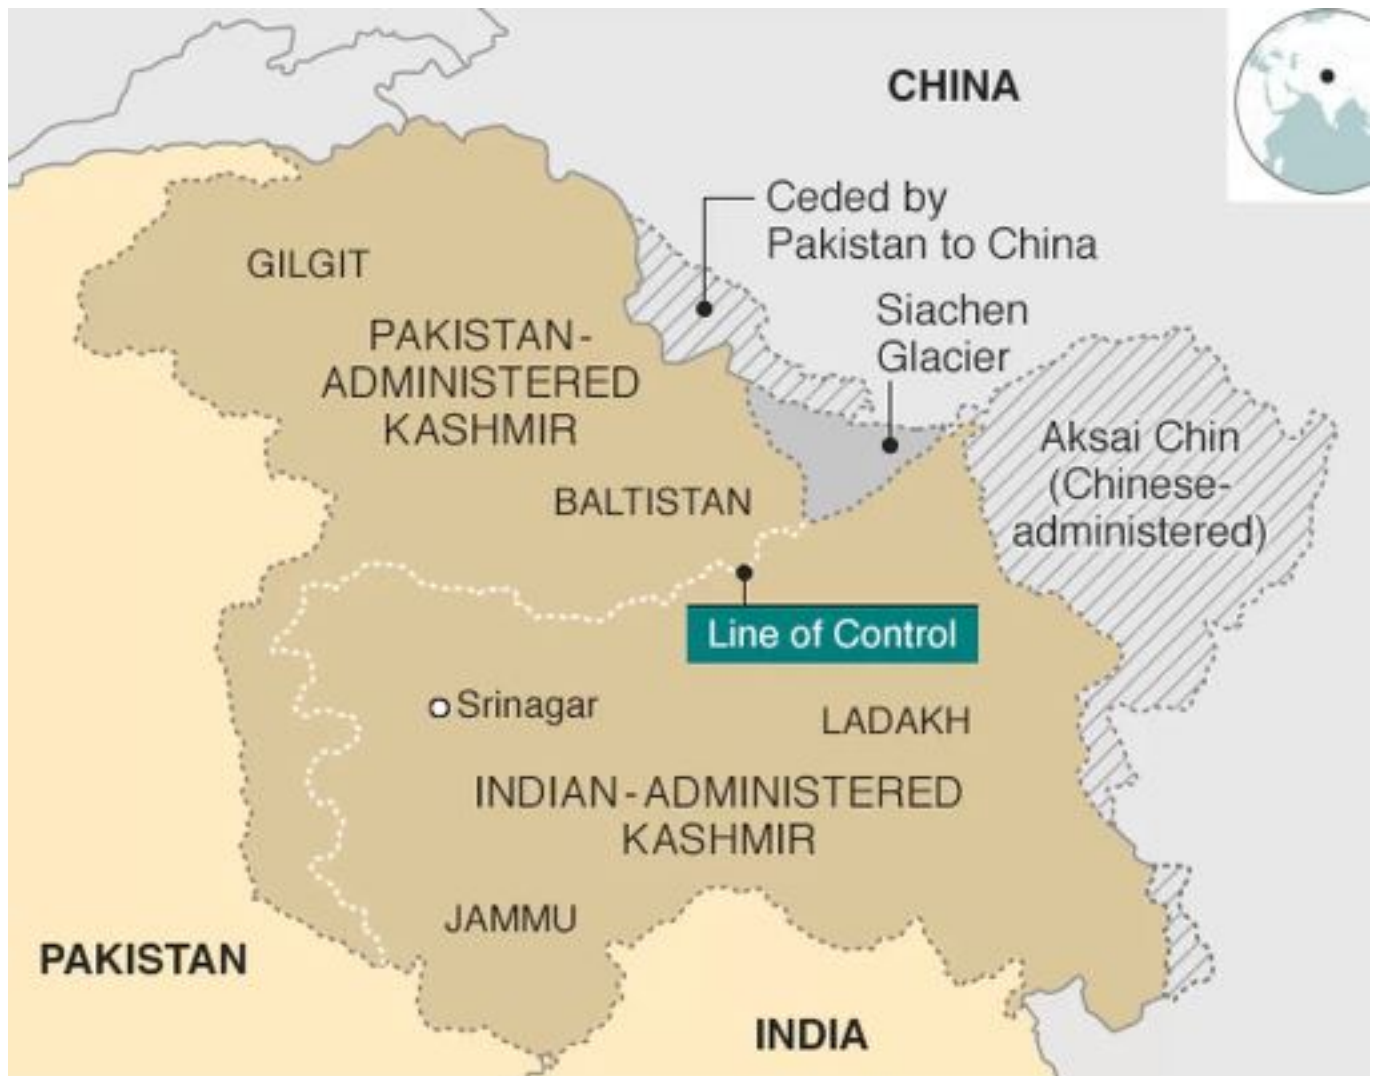 CHINA
Ceded by
Pakistan to China
GILGIT
Siachen
Glacier
PAKISTAN-
ADMINISTERED
KASHMIR
Aksai Chin
(Chinese-
administered)
BALTISTAN
Line of Control
Srinagar
LADAKH
INDIAN-ADMINISTERED
KASHMIR
JAMMU
PAKISTAN
INDIA